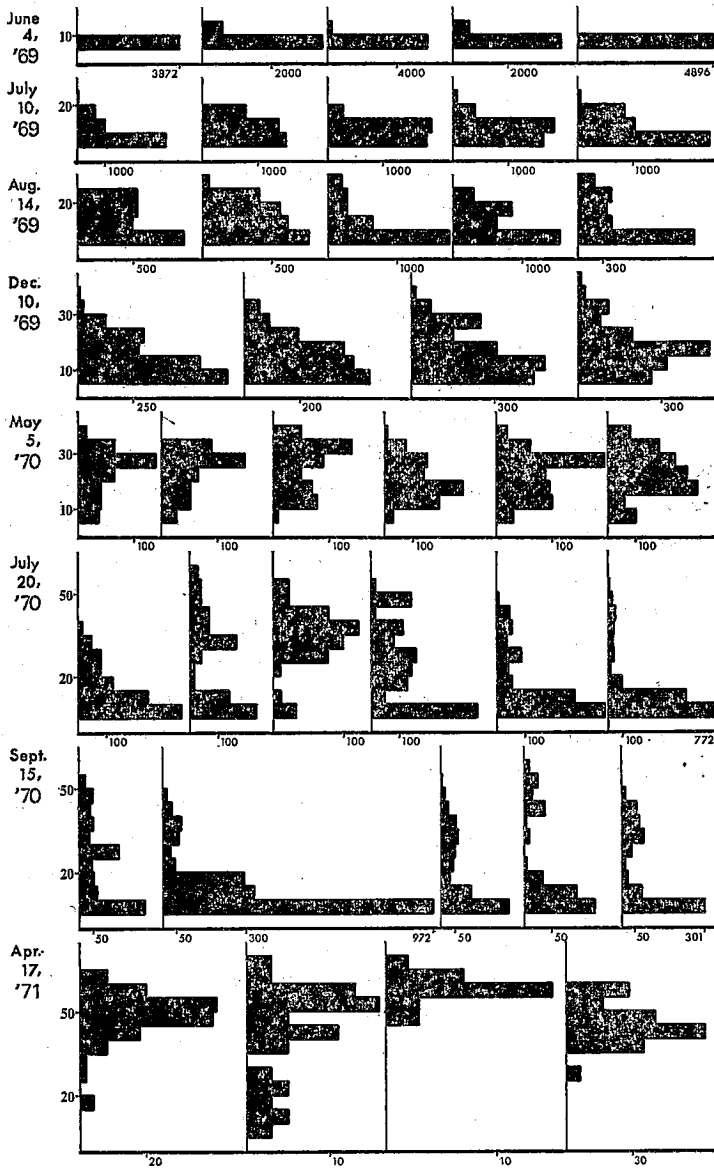 June 4, '69
10
3872 2000 4000 2000 4896
July 10, '69
20
1000 1000 1000 1000 1000
Aug. 14, '69
20
500 500 1000 1000 300
Dec. 10, '69
30
10
250 200 300 300
May 5, '70
30
10
100 100 100 100 100 100
July 20, '70
50
20
100 100 100 100 100 100 772
Sept. 15, '70
50
20
50 50 300 972 50 50 50 301
Apr. 17, '71
50
20
20 10 10 30